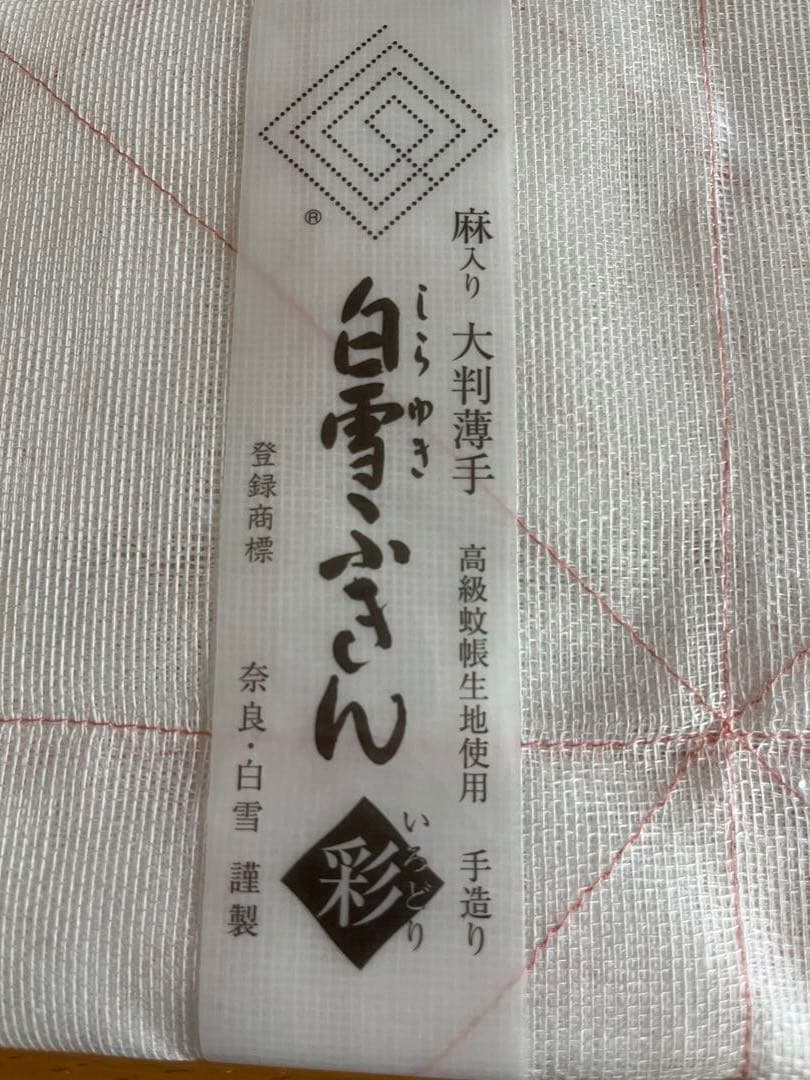 ®
麻入り 大判薄手 高級蚊帳生地使用 手造り
しらゆき
白雪ふきん
いろどり
彩
登録商標
奈良・白雪 謹製